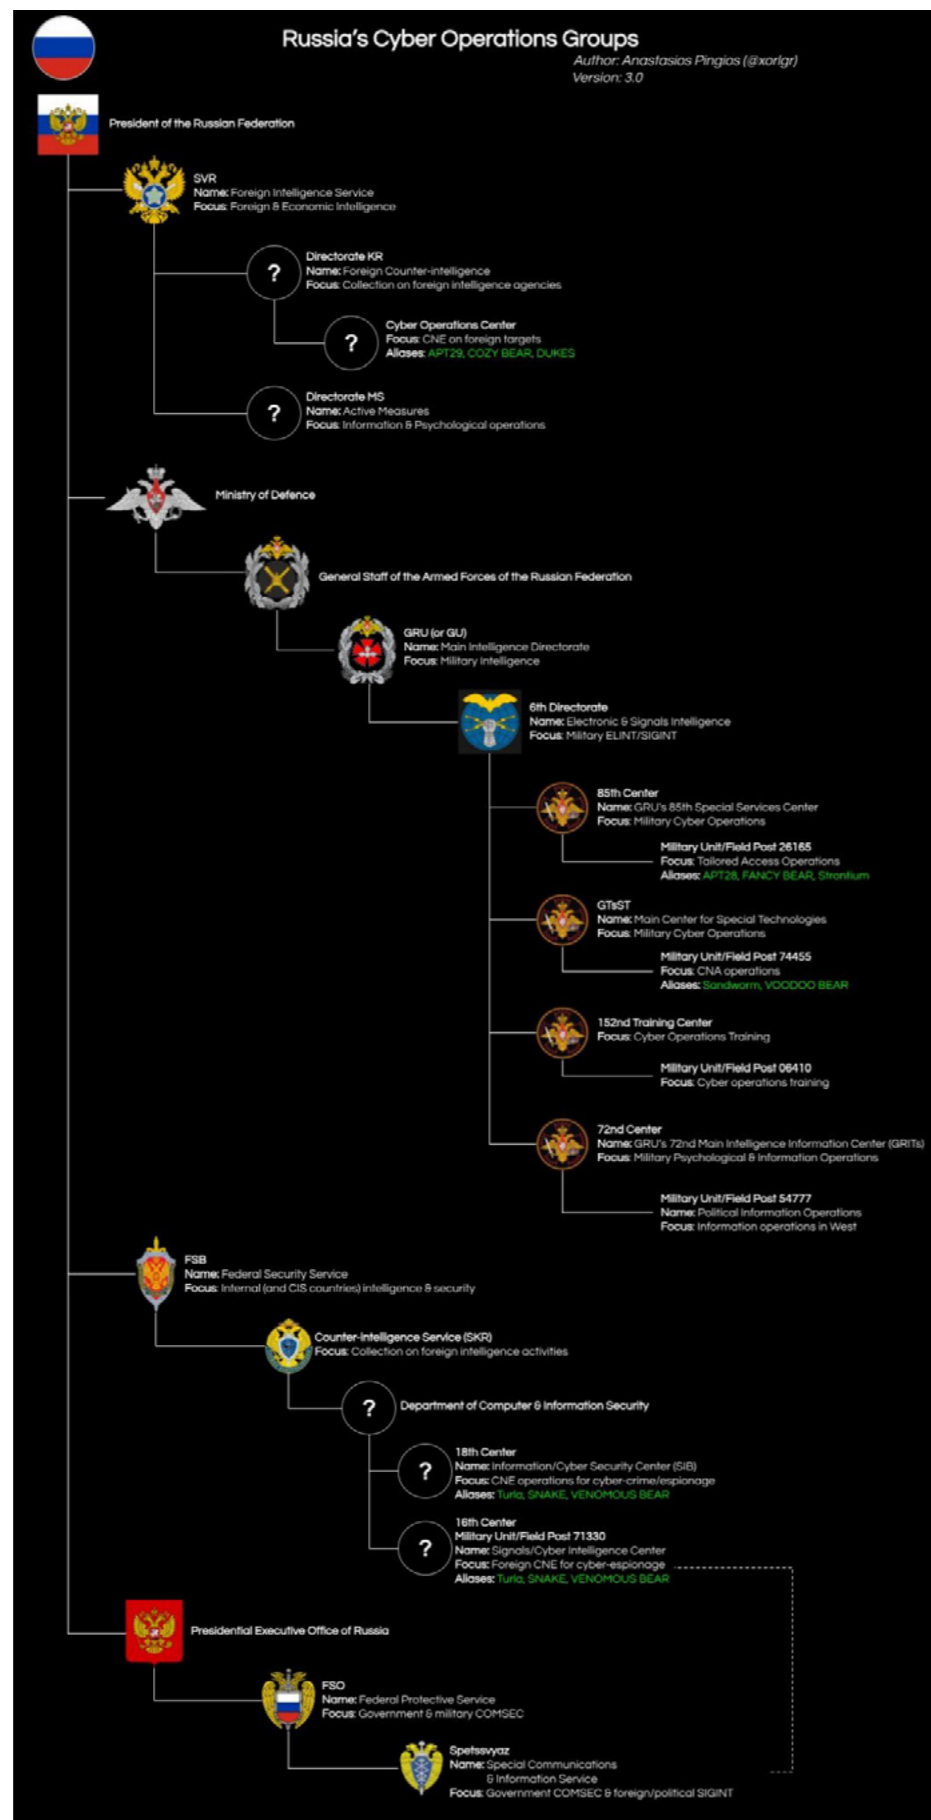 Russia's Cyber Operations Groups
Author: Anastasios Pingios (@xorlgr)
Version: 3.0
President of the Russian Federation
SVR
Name: Foreign Intelligence Service
Focus: Foreign & Economic Intelligence
?
Directorate KR
Name: Foreign Counter-intelligence
Focus: Collection on foreign intelligence agencies
?
Cyber Operations Center
Focus: CNE on foreign targets
Aliases: APT29, COZY BEAR, DUKES
?
Directorate MS
Name: Active Measures
Focus: Information & Psychological operations
Ministry of Defence
General Staff of the Armed Forces of the Russian Federation
GRU (or GU)
Name: Main Intelligence Directorate
Focus: Military Intelligence
6th Directorate
Name: Electronic & Signals Intelligence
Focus: Military ELINT/SIGINT
85th Center
Name: GRU's 85th Special Services Center
Focus: Military Cyber Operations
Military Unit/Field Post 26165
Focus: Tailored Access Operations
Aliases: APT28, FANCY BEAR, Strontium
GTsST
Name: Main Center for Special Technologies
Focus: Military Cyber Operations
Military Unit/Field Post 74455
Focus: CNA operations
Aliases: Sandworm, VOODOO BEAR
152nd Training Center
Focus: Cyber Operations Training
Military Unit/Field Post 06410
Focus: Cyber operations training
72nd Center
Name: GRU's 72nd Main Intelligence Information Center (GRITs)
Focus: Military Psychological & Information Operations
Military Unit/Field Post 54777
Name: Political Information Operations
Focus: Information operations in West
FSB
Name: Federal Security Service
Focus: Internal (and CIS countries) intelligence & security
Counter-Intelligence Service (SKR)
Focus: Collection on foreign intelligence activities
?
Department of Computer & Information Security
?
18th Center
Name: Information/Cyber Security Center (SIB)
Focus: CNE operations for cyber-crime/espionage
Aliases: Turla, SNAKE, VENOMOUS BEAR
?
16th Center
Military Unit/Field Post 71330
Name: Signals/Cyber Intelligence Center
Focus: Foreign CNE for cyber-espionage
Aliases: Turla, SNAKE, VENOMOUS BEAR
Presidential Executive Office of Russia
FSO
Name: Federal Protective Service
Focus: Government & military COMSEC
Spetssvyaz
Name: Special Communications
& Information Service
Focus: Government COMSEC & foreign/political SIGINT